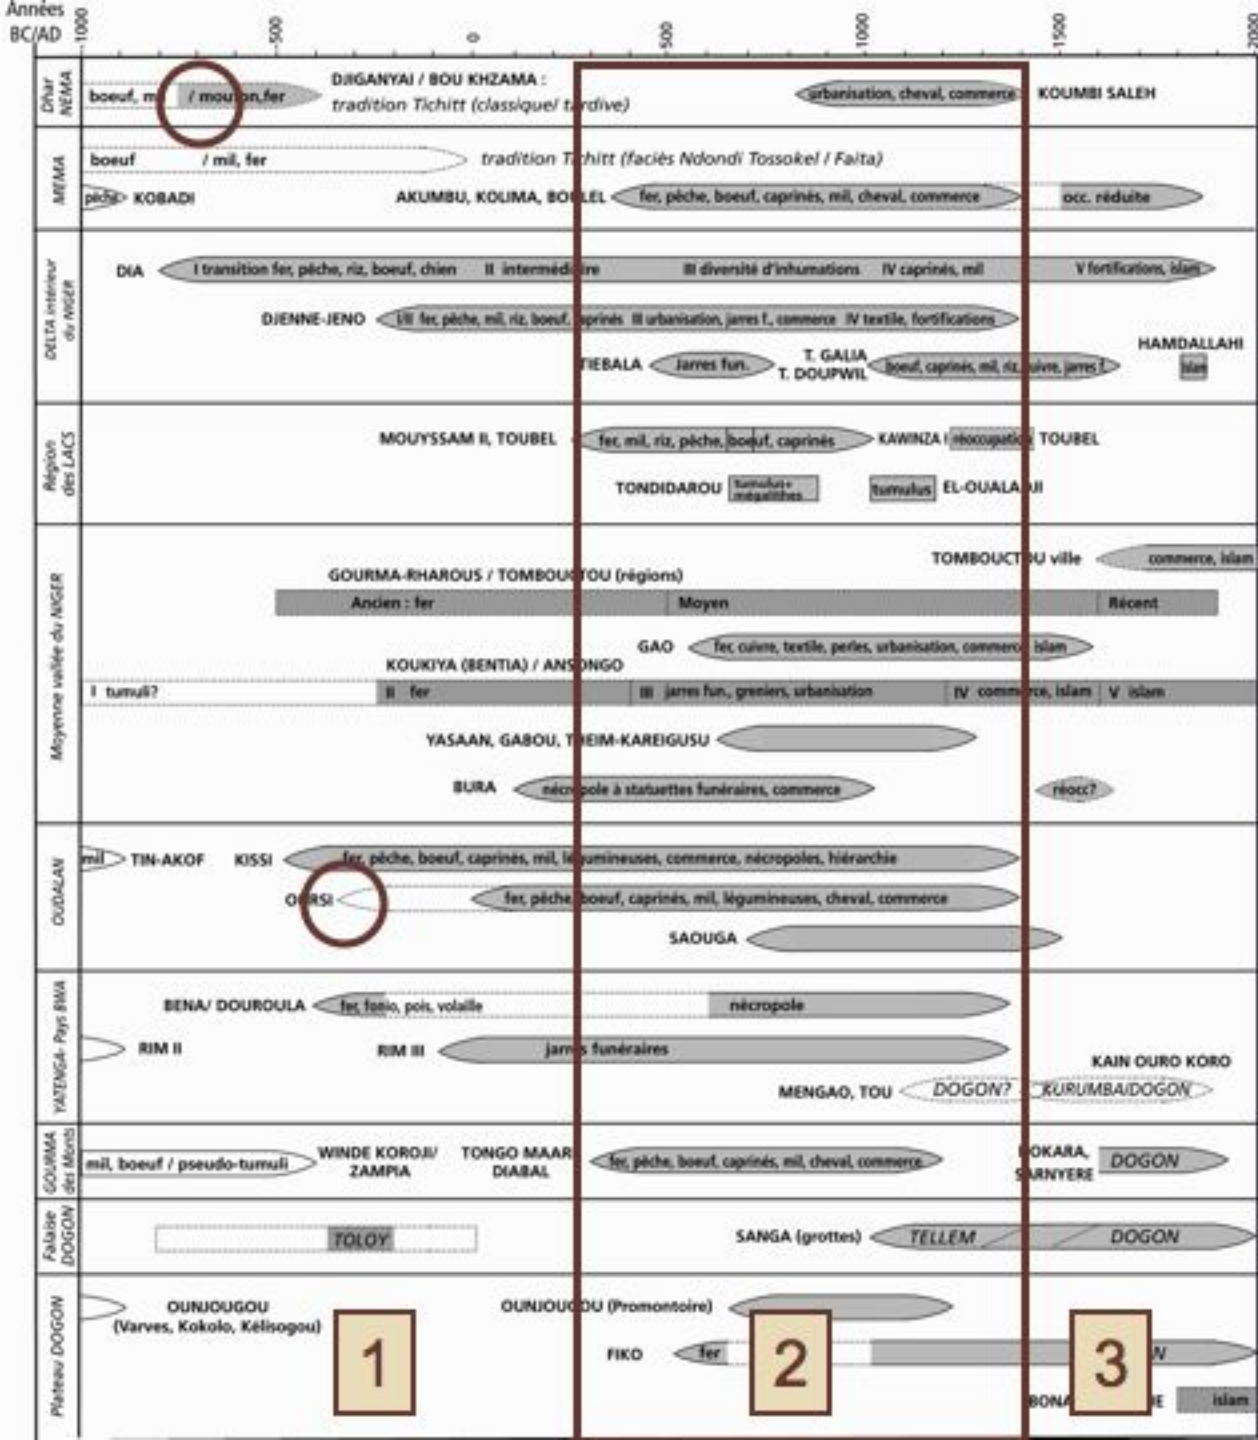 Années
BC/AD
1000
500
0
500
1000
1500
2000
Dhar
NEMA
boeuf, / mouton,fer
DJIGANYAI / BOU KHZAMA :
tradition Tichitt (classique/ tardive)
urbanisation, cheval, commerce
KOUMBI SALEH
MEMA
boeuf / mil, fer
tradition Tichitt (faciès Ndondi Tossokel / Faita)
pêche
KOBADI
AKUMBU, KOLIMA, BOULEL
fer, pêche, boeuf, caprinés, mil, cheval, commerce
occ. réduite
DELTA intérieur
du NIGER
DIA
I transition fer, pêche, riz, boeuf, chien II intermédiaire III diversité d'inhumations IV caprinés, mil V fortifications, islam
DJENNE-JENO
I/II fer, pêche, mil, riz, boeuf, caprinés III urbanisation, jarres f., commerce IV textile, fortifications
HAMDALLAHI
TIEBALA
Jarres fun.
T. GALIA
T. DOUPWIL
boeuf, caprinés, mil, riz, cuivre, jarres f.
islam
Région
des LACS
MOUYSSAM II, TOUBEL
fer, mil, riz, pêche, boeuf, caprinés
KAWINZA I
réoccupation
TOUBEL
TONDIDAROU
tumulus+
mégalithes
tumulus
EL-OUALADJI
Moyenne vallée du NIGER
TOMBOUCTOU ville
commerce, islam
GOURMA-RHAROUS / TOMBOUCTOU (régions)
Ancien : fer
Moyen
Récent
GAO
fer, cuivre, textile, perles, urbanisation, commerce, islam
KOUKIYA (BENTIA) / ANSONGO
I tumuli?
II fer
III jarres fun., greniers, urbanisation
IV commerce, islam
V islam
YASAAN, GABOU, THEIM-KAREIGUSU
BURA
nécropole à statuettes funéraires, commerce
réocc?
OUDALAN
mil
TIN-AKOF
KISSI
fer, pêche, boeuf, caprinés, mil, légumineuses, commerce, nécropoles, hiérarchie
OURSI
fer, pêche, boeuf, caprinés, mil, légumineuses, cheval, commerce
SAOUGA
YATENGA- Pays BWA
BENA/ DOUROULA
fer, fonio, pois, volaille
nécropole
RIM II
RIM III
jarres funéraires
KAIN OURO KORO
MENGAO, TOU
DOGON?
KURUMBA/DOGON
GOURMA
des Monts
mil, boeuf / pseudo-tumuli
WINDE KOROJI/
ZAMPIA
TONGO MAAR
DIABAL
fer, pêche, boeuf, caprinés, mil, cheval, commerce
SARNYERE
DOGON
Falaise
DOGON
TOLOY
SANGA (grottes)
TELLEM
DOGON
Plateau DOGON
OUNJOUGOU
(Varves, Kokolo, Kélisogou)
OUNJOUGOU (Promontoire)
FIKO
fer
islam
1
2
3